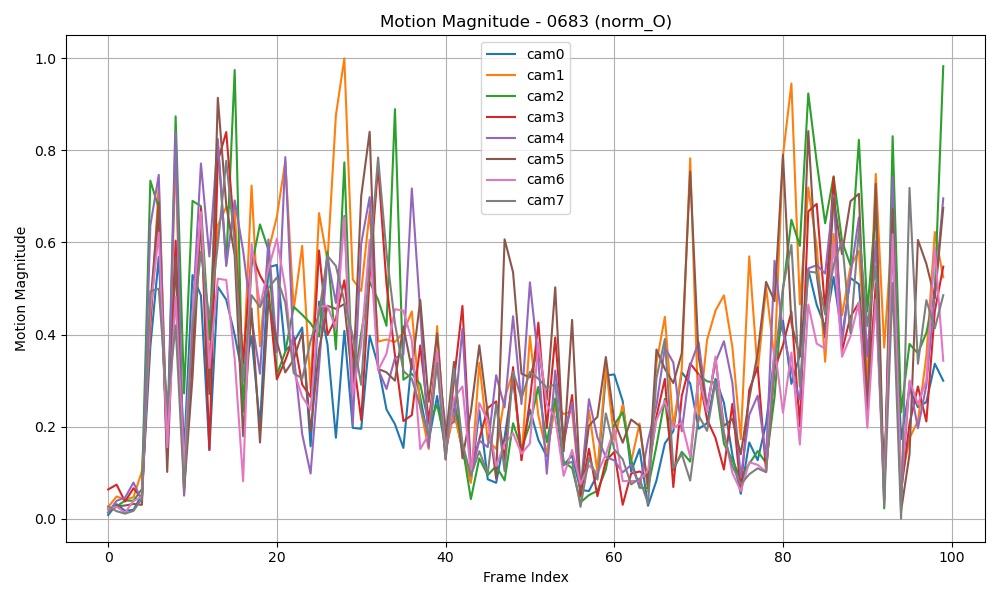 Motion Magnitude - 0683 (norm_O)
cam0
cam1
cam2
cam3
cam4
cam5
cam6
cam7
Motion Magnitude
1.0
0.8
0.6
0.4
0.2
0.0
0
20
40
60
80
100
Frame Index